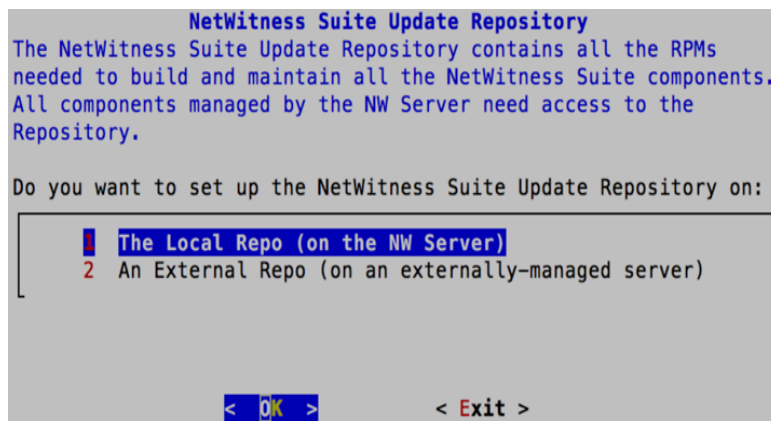 NetWitness Suite Update Repository
The NetWitness Suite Update Repository contains all the RPMs
needed to build and maintain all the NetWitness Suite components.
All components managed by the NW Server need access to the
Repository.
Do you want to set up the NetWitness Suite Update Repository on:
1 The Local Repo (on the NW Server)
2 An External Repo (on an externally-managed server)
< OK > < Exit >